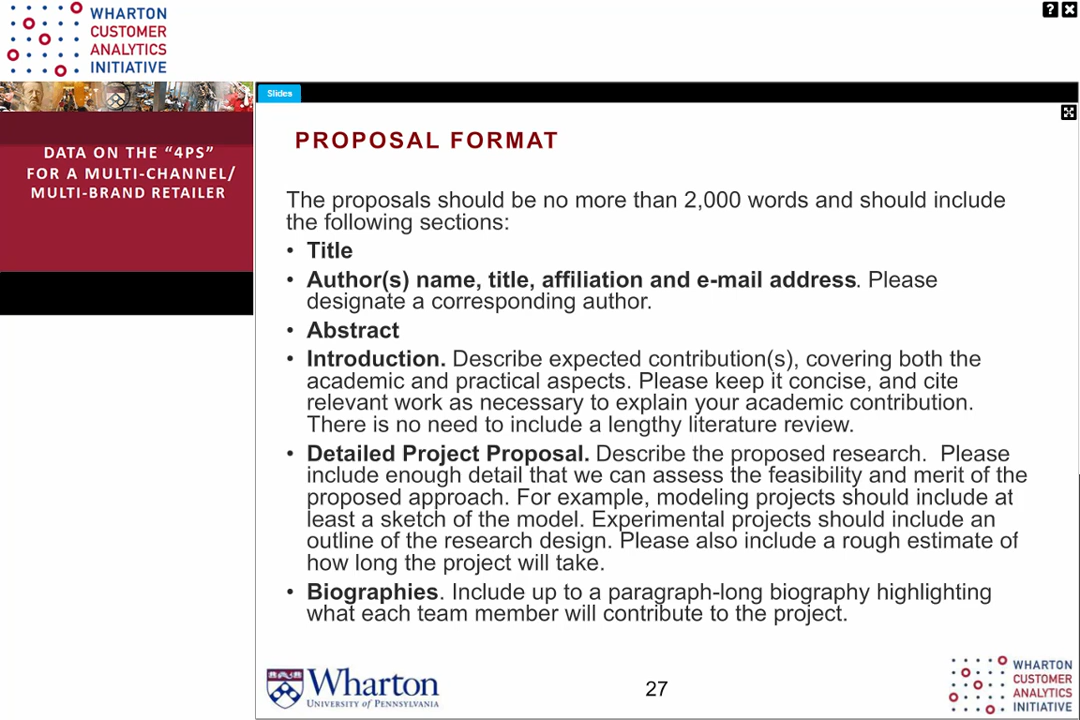 WHARTON
CUSTOMER
ANALYTICS
INITIATIVE
?
Slides
DATA ON THE “4PS”
FOR A MULTI-CHANNEL/
MULTI-BRAND RETAILER
PROPOSAL FORMAT
The proposals should be no more than 2,000 words and should include
the following sections:
• Title
• Author(s) name, title, affiliation and e-mail address. Please
designate a corresponding author.
• Abstract
• Introduction. Describe expected contribution(s), covering both the
academic and practical aspects. Please keep it concise, and cite
relevant work as necessary to explain your academic contribution.
There is no need to include a lengthy literature review.
• Detailed Project Proposal. Describe the proposed research. Please
include enough detail that we can assess the feasibility and merit of the
proposed approach. For example, modeling projects should include at
least a sketch of the model. Experimental projects should include an
outline of the research design. Please also include a rough estimate of
how long the project will take.
• Biographies. Include up to a paragraph-long biography highlighting
what each team member will contribute to the project.
Wharton
UNIVERSITY of PENNSYLVANIA
27
WHARTON
CUSTOMER
ANALYTICS
INITIATIVE